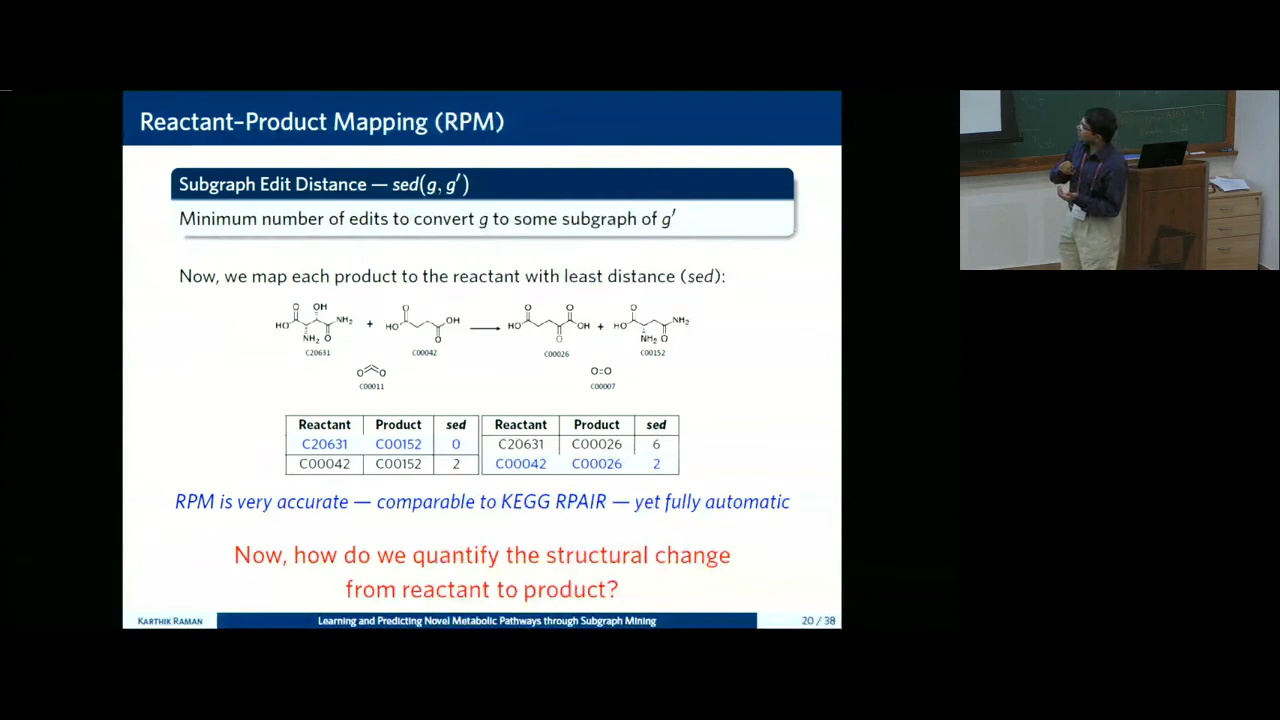 Reactant–Product Mapping (RPM)
Subgraph Edit Distance — sed(g, g′)
Minimum number of edits to convert g to some subgraph of g′
Now, we map each product to the reactant with least distance (sed):
O OH O O O O
HO NH₂ + HO OH HO OH + HO NH₂
NH₂ O O O NH₂ O
C20631 C00042 C00026 C00152
O O O=O
C00011 C00007
Reactant Product sed Reactant Product sed
C20631 C00152 0 C20631 C00026 6
C00042 C00152 2 C00042 C00026 2
RPM is very accurate — comparable to KEGG RPAIR — yet fully automatic
Now, how do we quantify the structural change
from reactant to product?
KARTHIK RAMAN Learning and Predicting Novel Metabolic Pathways through Subgraph Mining 20 / 38